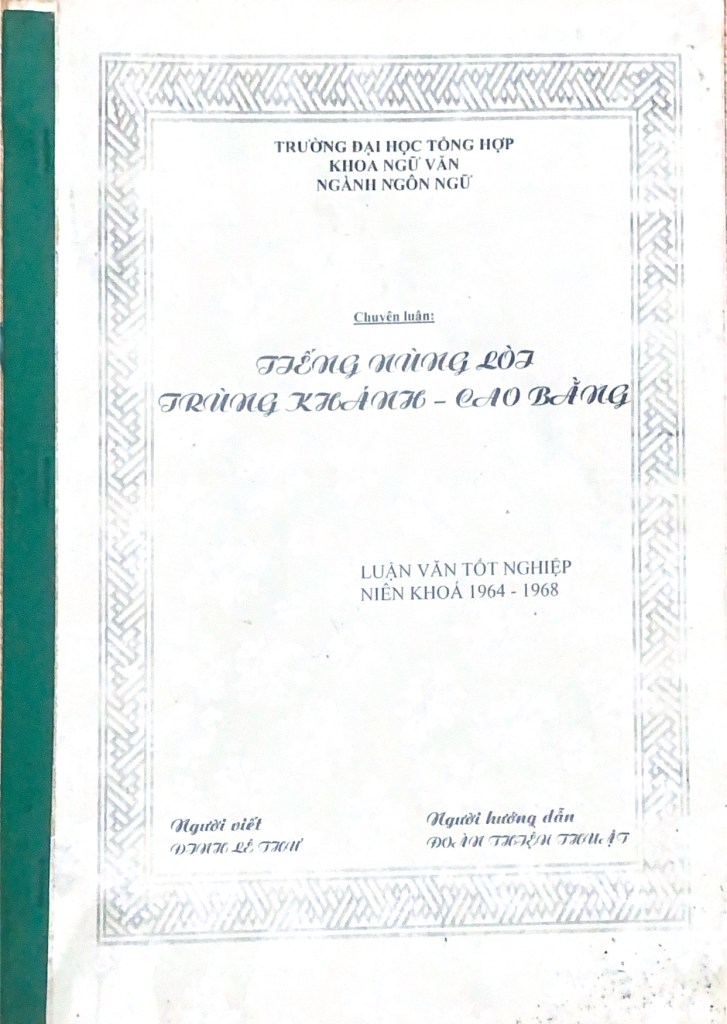 TRƯỜNG ĐẠI HỌC TỔNG HỢP
KHOA NGỮ VĂN
NGÀNH NGÔN NGỮ
Chuyên luận:
TIẾNG NÙNG LÒI
TRÙNG KHÁNH – CAO BẰNG
LUẬN VĂN TỐT NGHIỆP
NIÊN KHOÁ 1964 - 1968
Người viết
ĐINH LÊ THƯ
Người hướng dẫn
ĐOÀN THIỆN THUẬT